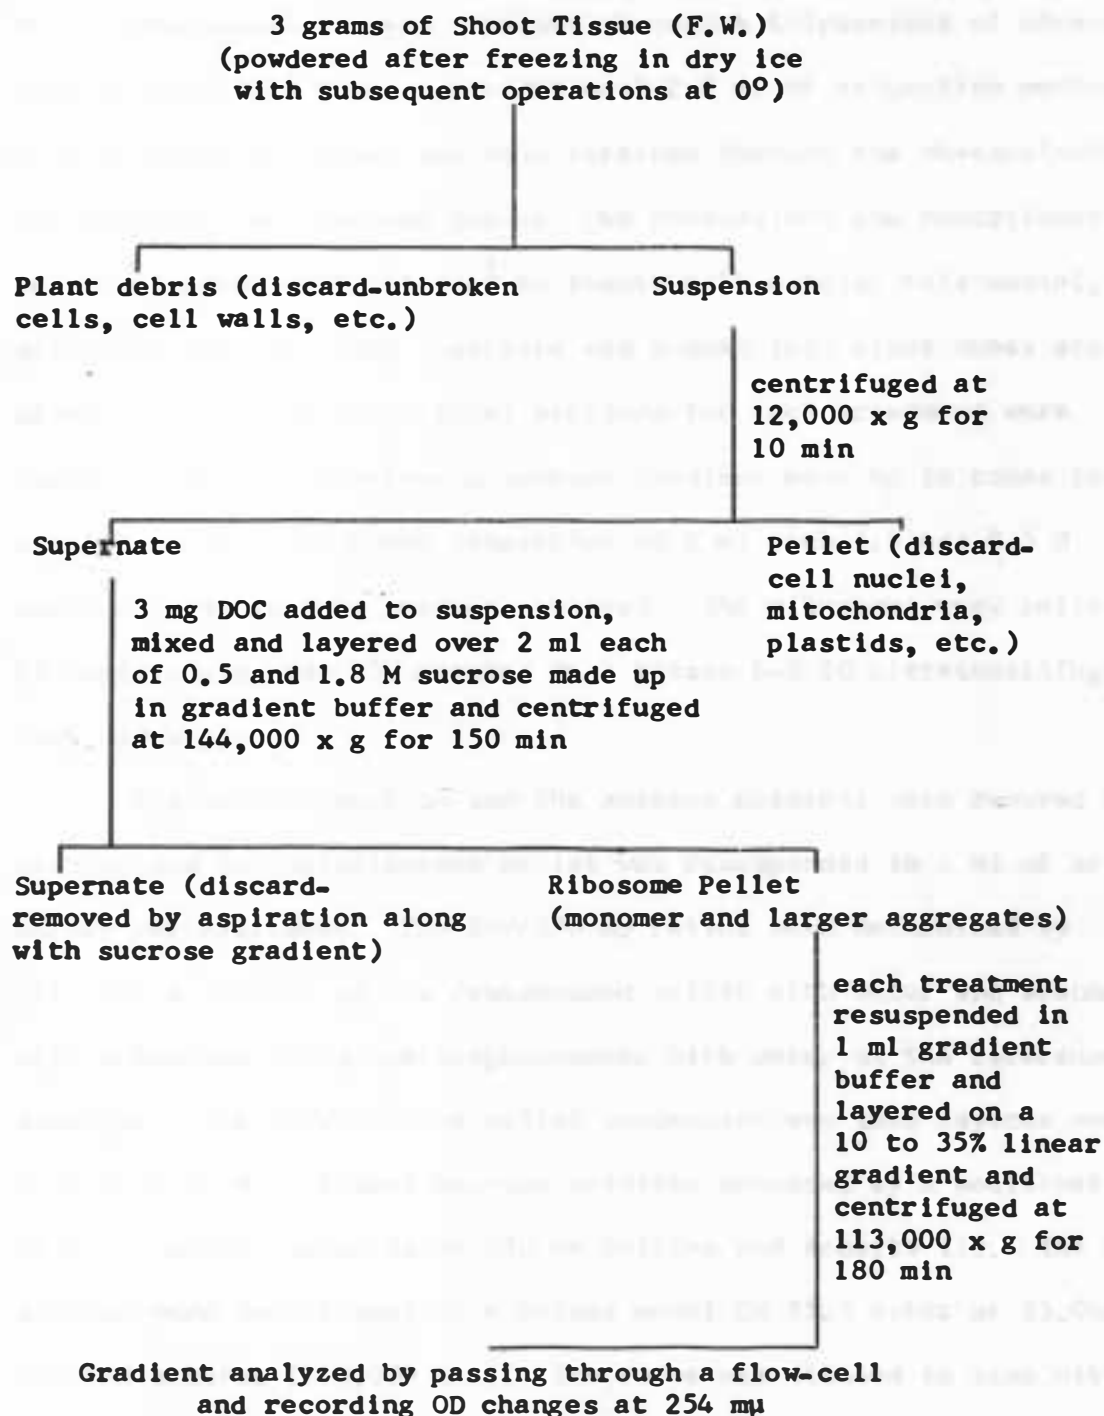 3 grams of Shoot Tissue (F.W.)
(powdered after freezing in dry ice
with subsequent operations at 0°)
Plant debris (discard-unbroken
cells, cell walls, etc.)
Suspension
centrifuged at
12,000 x g for
10 min
Supernate
Pellet (discard-
cell nuclei,
mitochondria,
plastids, etc.)
3 mg DOC added to suspension,
mixed and layered over 2 ml each
of 0.5 and 1.8 M sucrose made up
in gradient buffer and centrifuged
at 144,000 x g for 150 min
Supernate (discard-
removed by aspiration along
with sucrose gradient)
Ribosome Pellet
(monomer and larger aggregates)
each treatment
resuspended in
1 ml gradient
buffer and
layered on a
10 to 35% linear
gradient and
centrifuged at
113,000 x g for
180 min
Gradient analyzed by passing through a flow-cell
and recording OD changes at 254 mμ